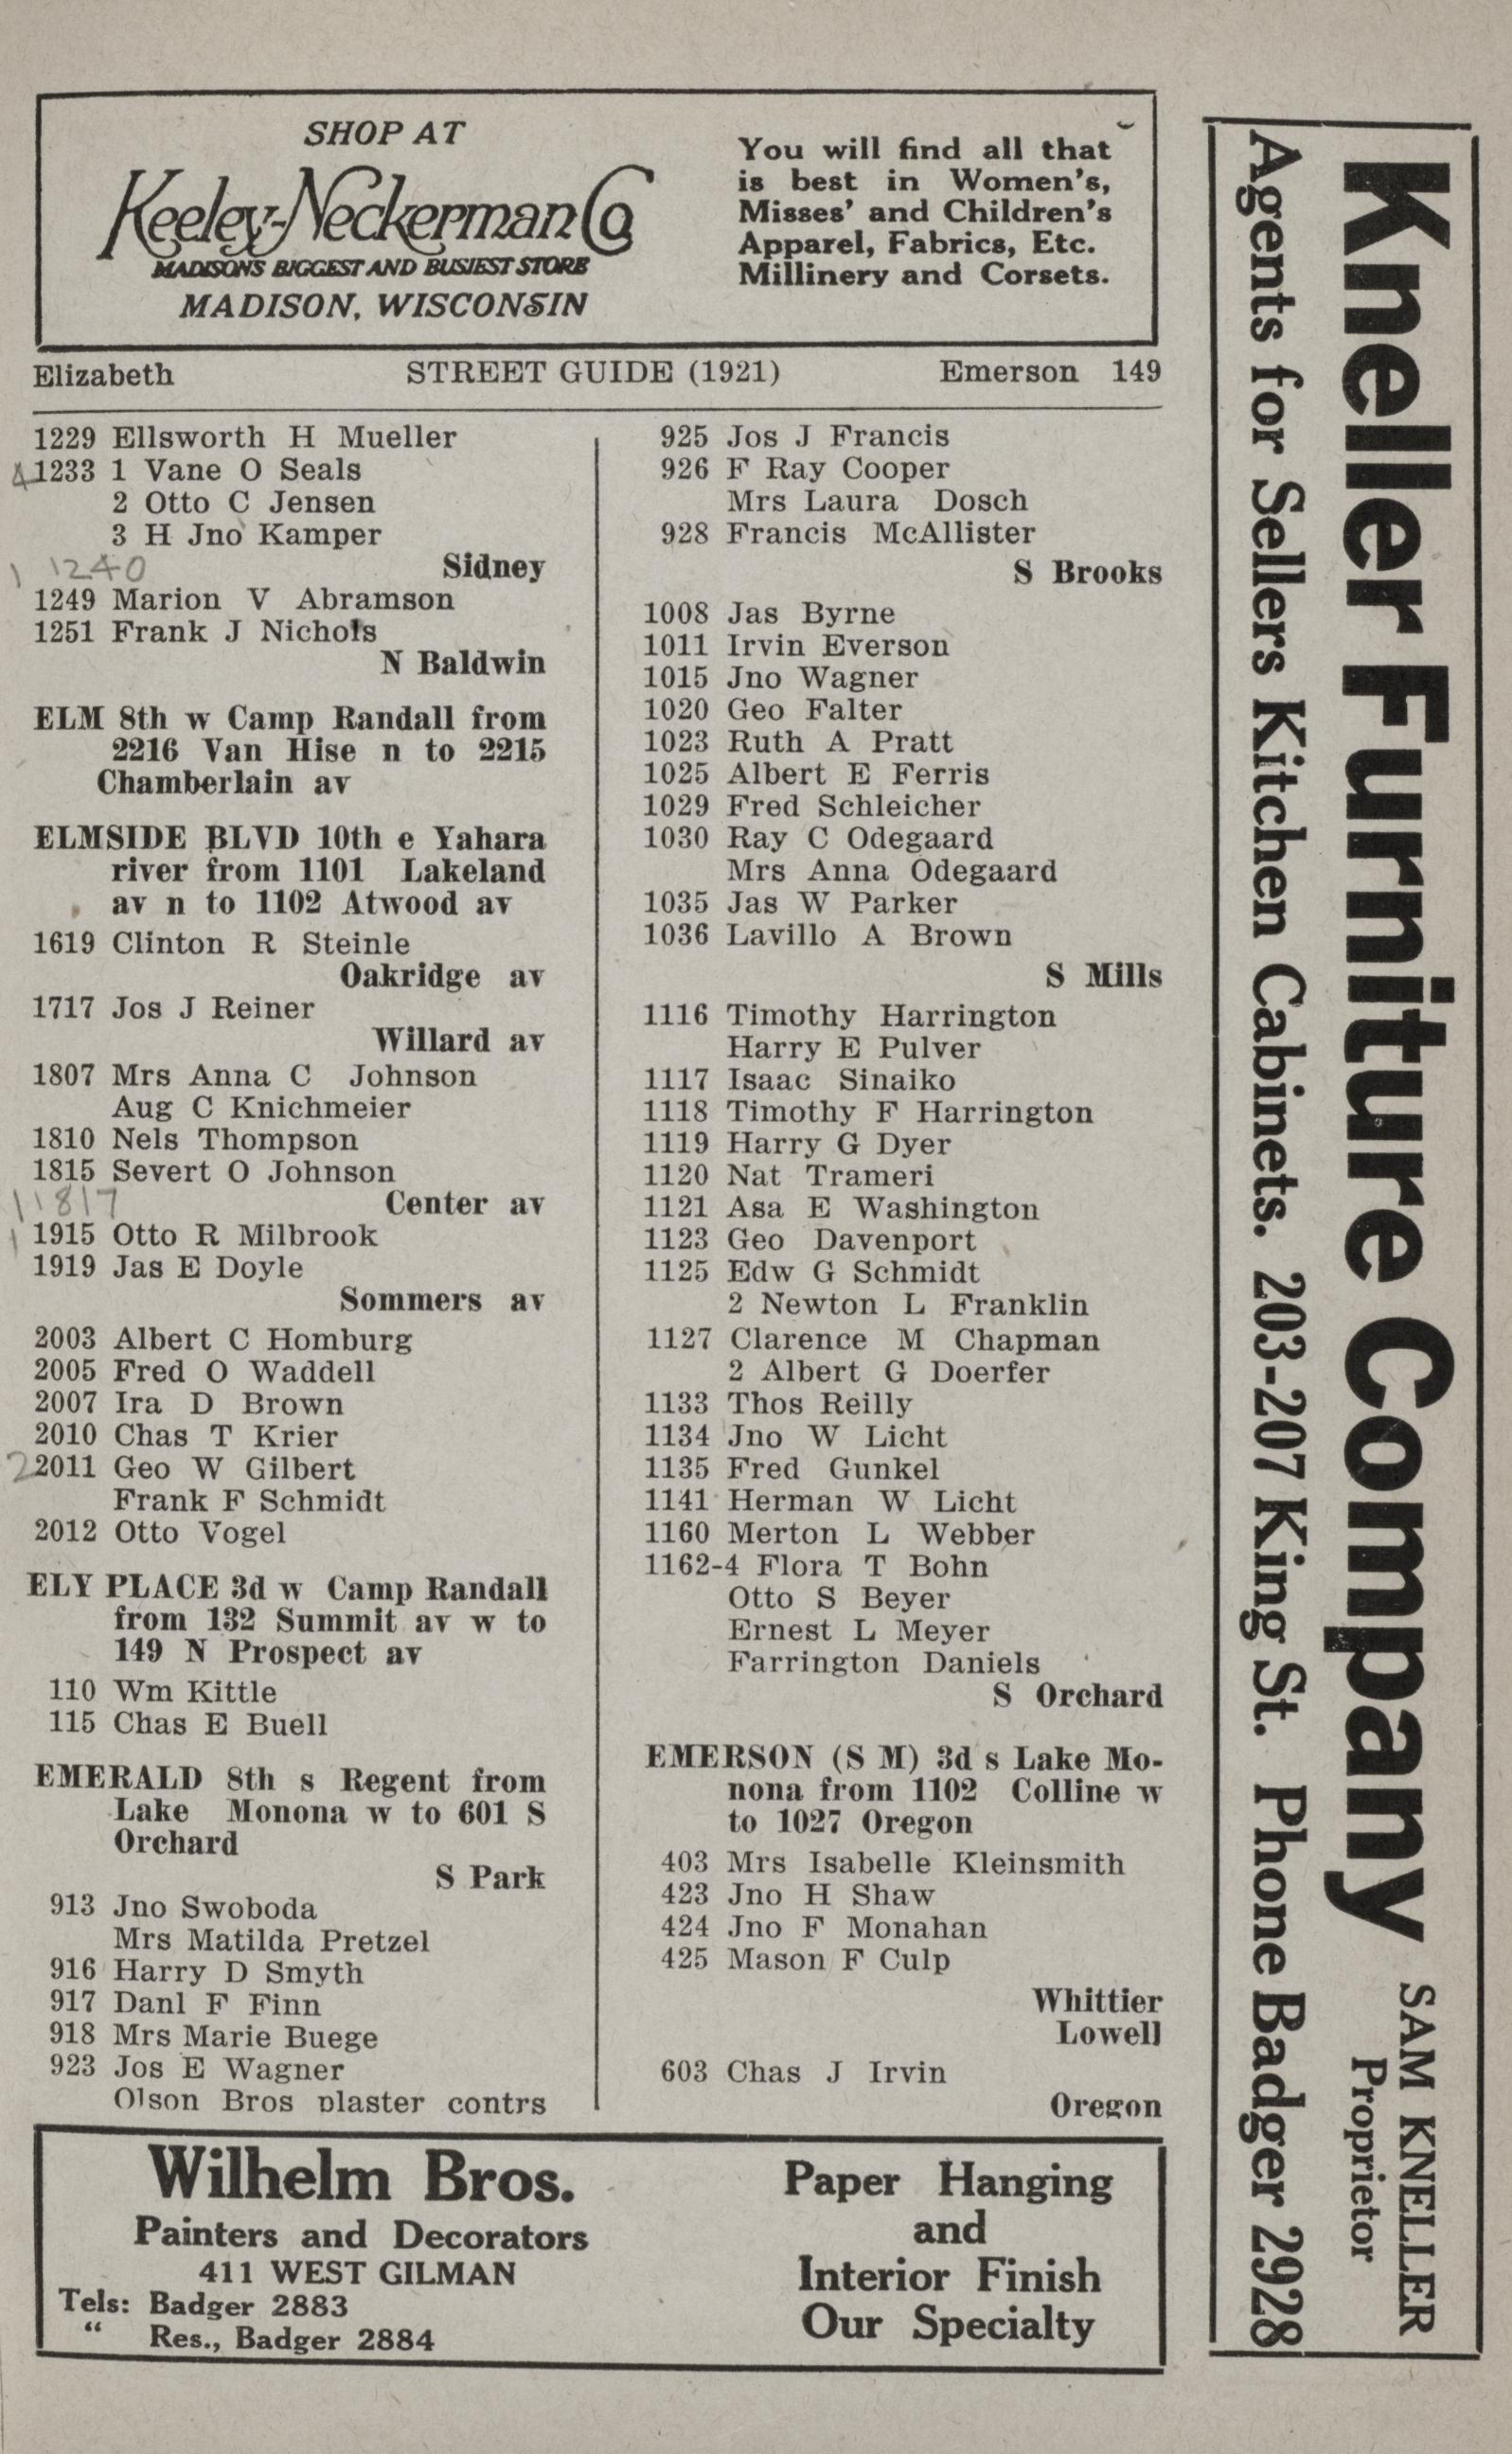 SHOP AT
Keeley-Neckerman Co
MADISON'S BIGGEST AND BUSIEST STORE
MADISON, WISCONSIN
You will find all that
is best in Women's,
Misses' and Children's
Apparel, Fabrics, Etc.
Millinery and Corsets.
Elizabeth STREET GUIDE (1921) Emerson 149
1229 Ellsworth H Mueller
4 1233 1 Vane O Seals
2 Otto C Jensen
3 H Jno Kamper
1 1240 Sidney
1249 Marion V Abramson
1251 Frank J Nichols
N Baldwin
ELM 8th w Camp Randall from
2216 Van Hise n to 2215
Chamberlain av
ELMSIDE BLVD 10th e Yahara
river from 1101 Lakeland
av n to 1102 Atwood av
1619 Clinton R Steinle
Oakridge av
1717 Jos J Reiner
Willard av
1807 Mrs Anna C Johnson
Aug C Knichmeier
1810 Nels Thompson
1815 Severt O Johnson
1 1817 Center av
1 1915 Otto R Milbrook
1919 Jas E Doyle
Sommers av
2003 Albert C Homburg
2005 Fred O Waddell
2007 Ira D Brown
2010 Chas T Krier
2 2011 Geo W Gilbert
Frank F Schmidt
2012 Otto Vogel
ELY PLACE 3d w Camp Randall
from 132 Summit av w to
149 N Prospect av
110 Wm Kittle
115 Chas E Buell
EMERALD 8th s Regent from
Lake Monona w to 601 S
Orchard
S Park
913 Jno Swoboda
Mrs Matilda Pretzel
916 Harry D Smyth
917 Danl F Finn
918 Mrs Marie Buege
923 Jos E Wagner
Olson Bros plaster contrs
925 Jos J Francis
926 F Ray Cooper
Mrs Laura Dosch
928 Francis McAllister
S Brooks
1008 Jas Byrne
1011 Irvin Everson
1015 Jno Wagner
1020 Geo Falter
1023 Ruth A Pratt
1025 Albert E Ferris
1029 Fred Schleicher
1030 Ray C Odegaard
Mrs Anna Odegaard
1035 Jas W Parker
1036 Lavillo A Brown
S Mills
1116 Timothy Harrington
Harry E Pulver
1117 Isaac Sinaiko
1118 Timothy F Harrington
1119 Harry G Dyer
1120 Nat Trameri
1121 Asa E Washington
1123 Geo Davenport
1125 Edw G Schmidt
2 Newton L Franklin
1127 Clarence M Chapman
2 Albert G Doerfer
1133 Thos Reilly
1134 Jno W Licht
1135 Fred Gunkel
1141 Herman W Licht
1160 Merton L Webber
1162-4 Flora T Bohn
Otto S Beyer
Ernest L Meyer
Farrington Daniels
S Orchard
EMERSON (S M) 3d s Lake Mo-
nona from 1102 Colline w
to 1027 Oregon
403 Mrs Isabelle Kleinsmith
423 Jno H Shaw
424 Jno F Monahan
425 Mason F Culp
Whittier
Lowell
603 Chas J Irvin
Oregon
Wilhelm Bros.
Painters and Decorators
411 WEST GILMAN
Tels: Badger 2883
" Res., Badger 2884
Paper Hanging
and
Interior Finish
Our Specialty
Kneller Furniture Company
SAM KNELLER
Proprietor
Agents for Sellers Kitchen Cabinets. 203-207 King St. Phone Badger 2928